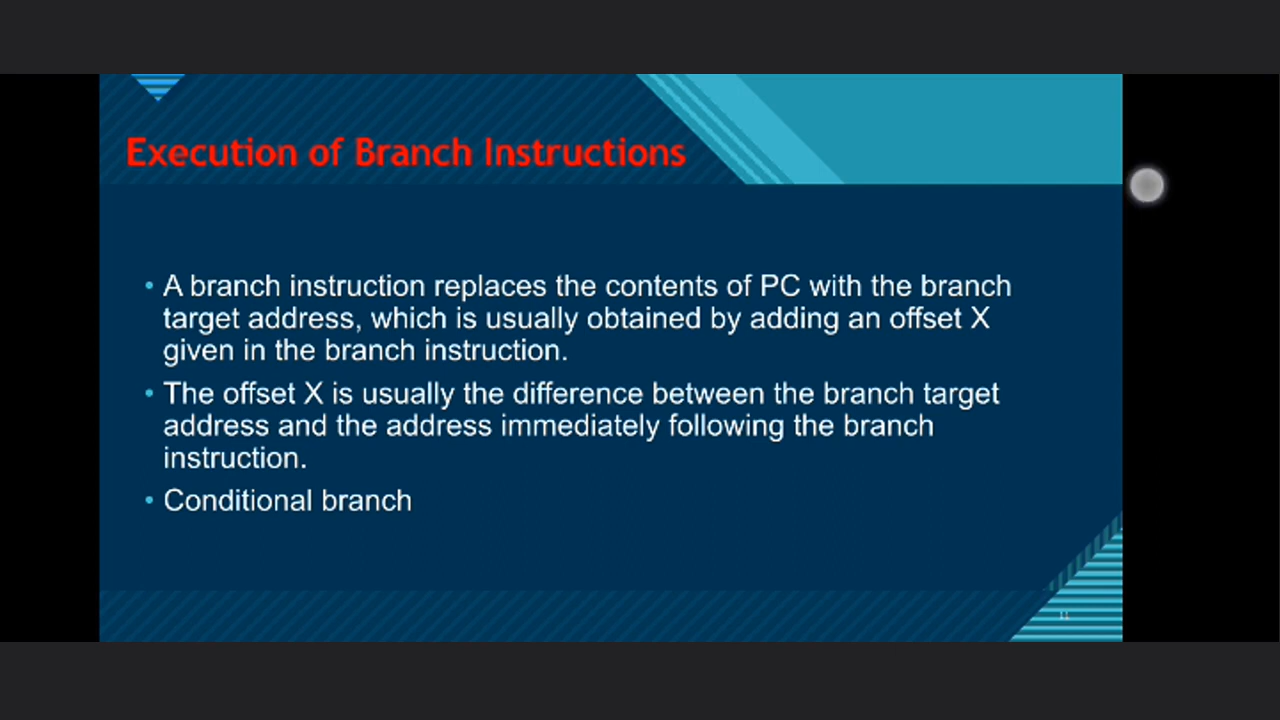 Execution of Branch Instructions
• A branch instruction replaces the contents of PC with the branch
target address, which is usually obtained by adding an offset X
given in the branch instruction.
• The offset X is usually the difference between the branch target
address and the address immediately following the branch
instruction.
• Conditional branch
11